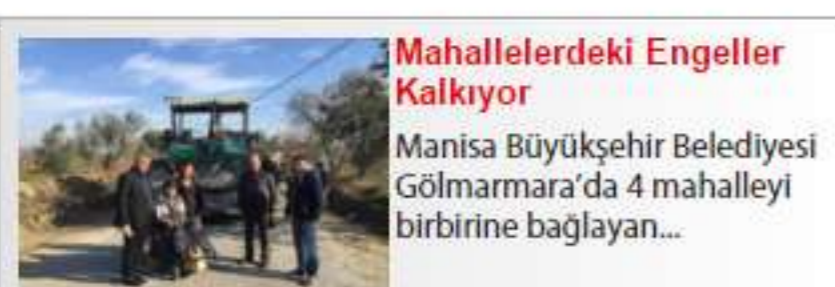 Mahallelerdeki Engeller
Kalkıyor
Manisa Büyükşehir Belediyesi
Gölmarmara'da 4 mahalleyi
birbirine bağlayan...